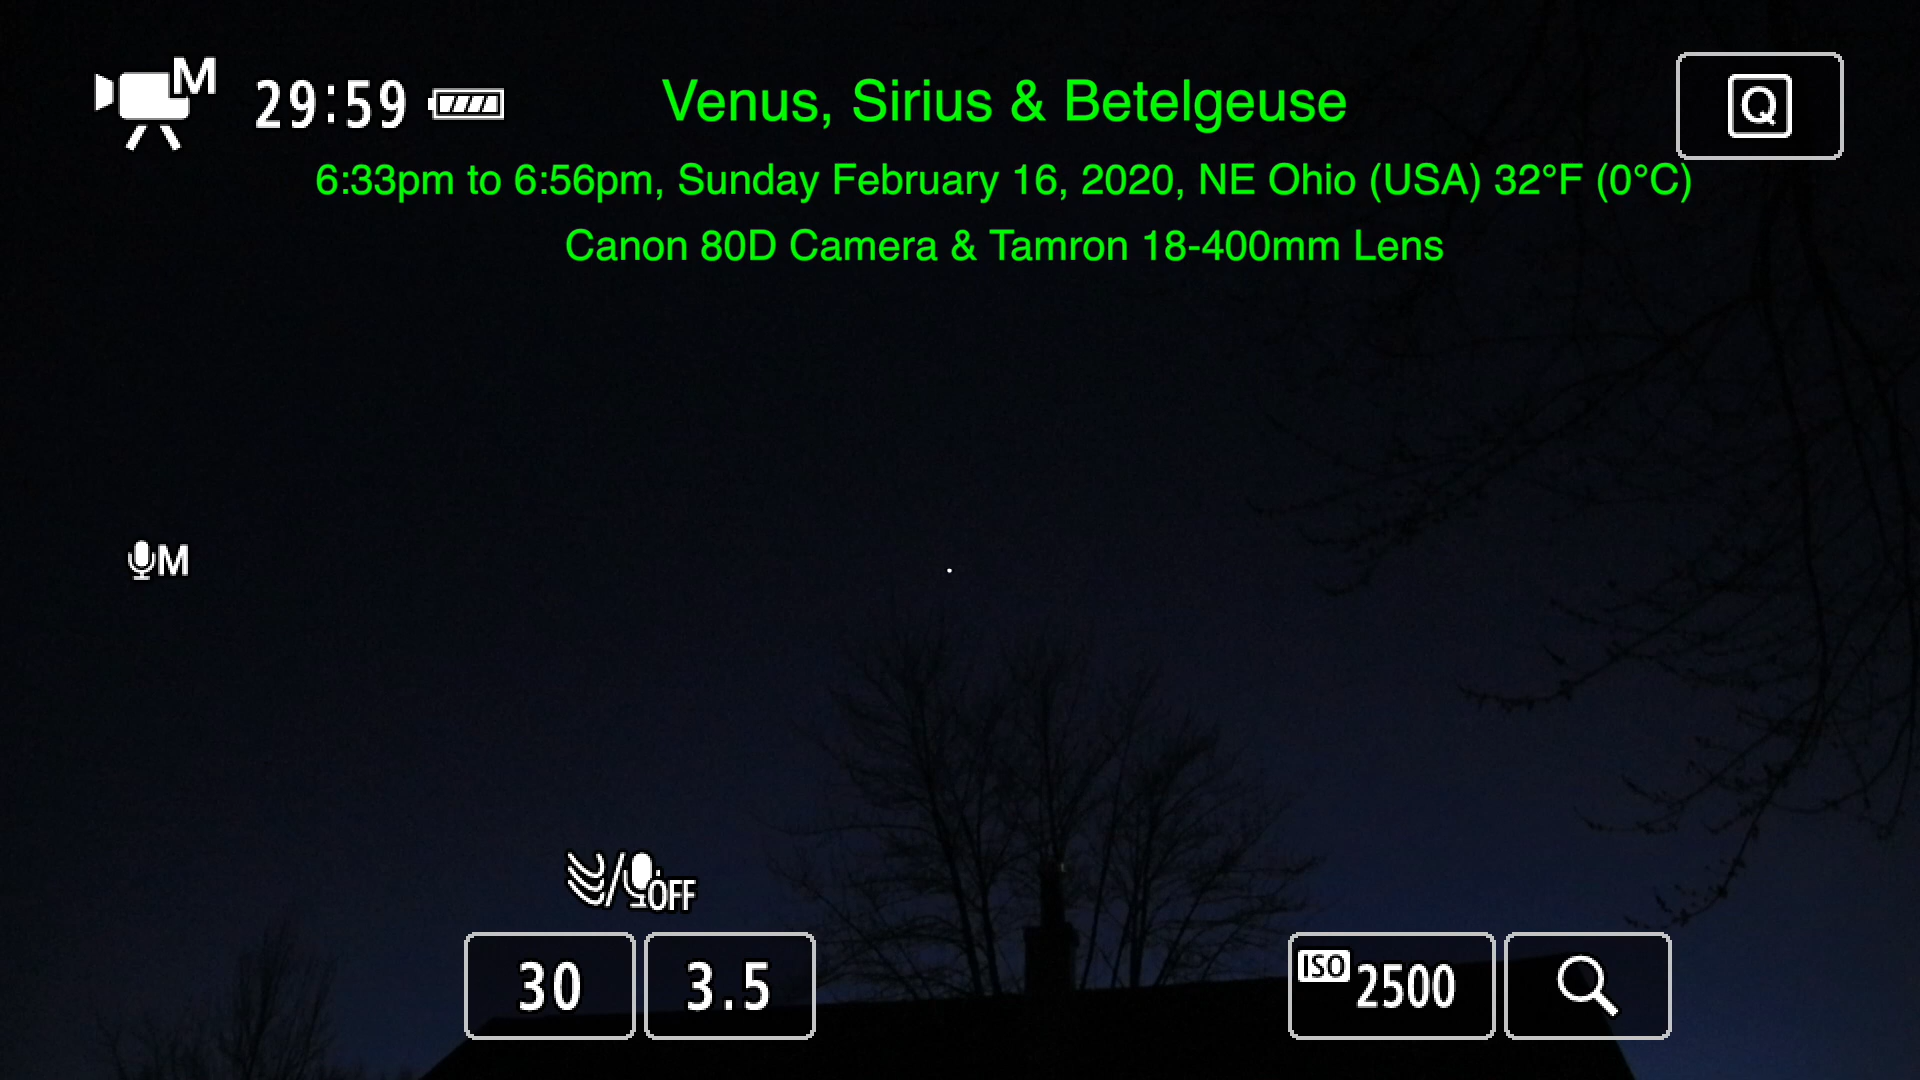 M 29:59 Venus, Sirius & Betelgeuse Q
6:33pm to 6:56pm, Sunday February 16, 2020, NE Ohio (USA) 32°F (0°C)
Canon 80D Camera & Tamron 18-400mm Lens
M
/ OFF
30 3.5 ISO 2500